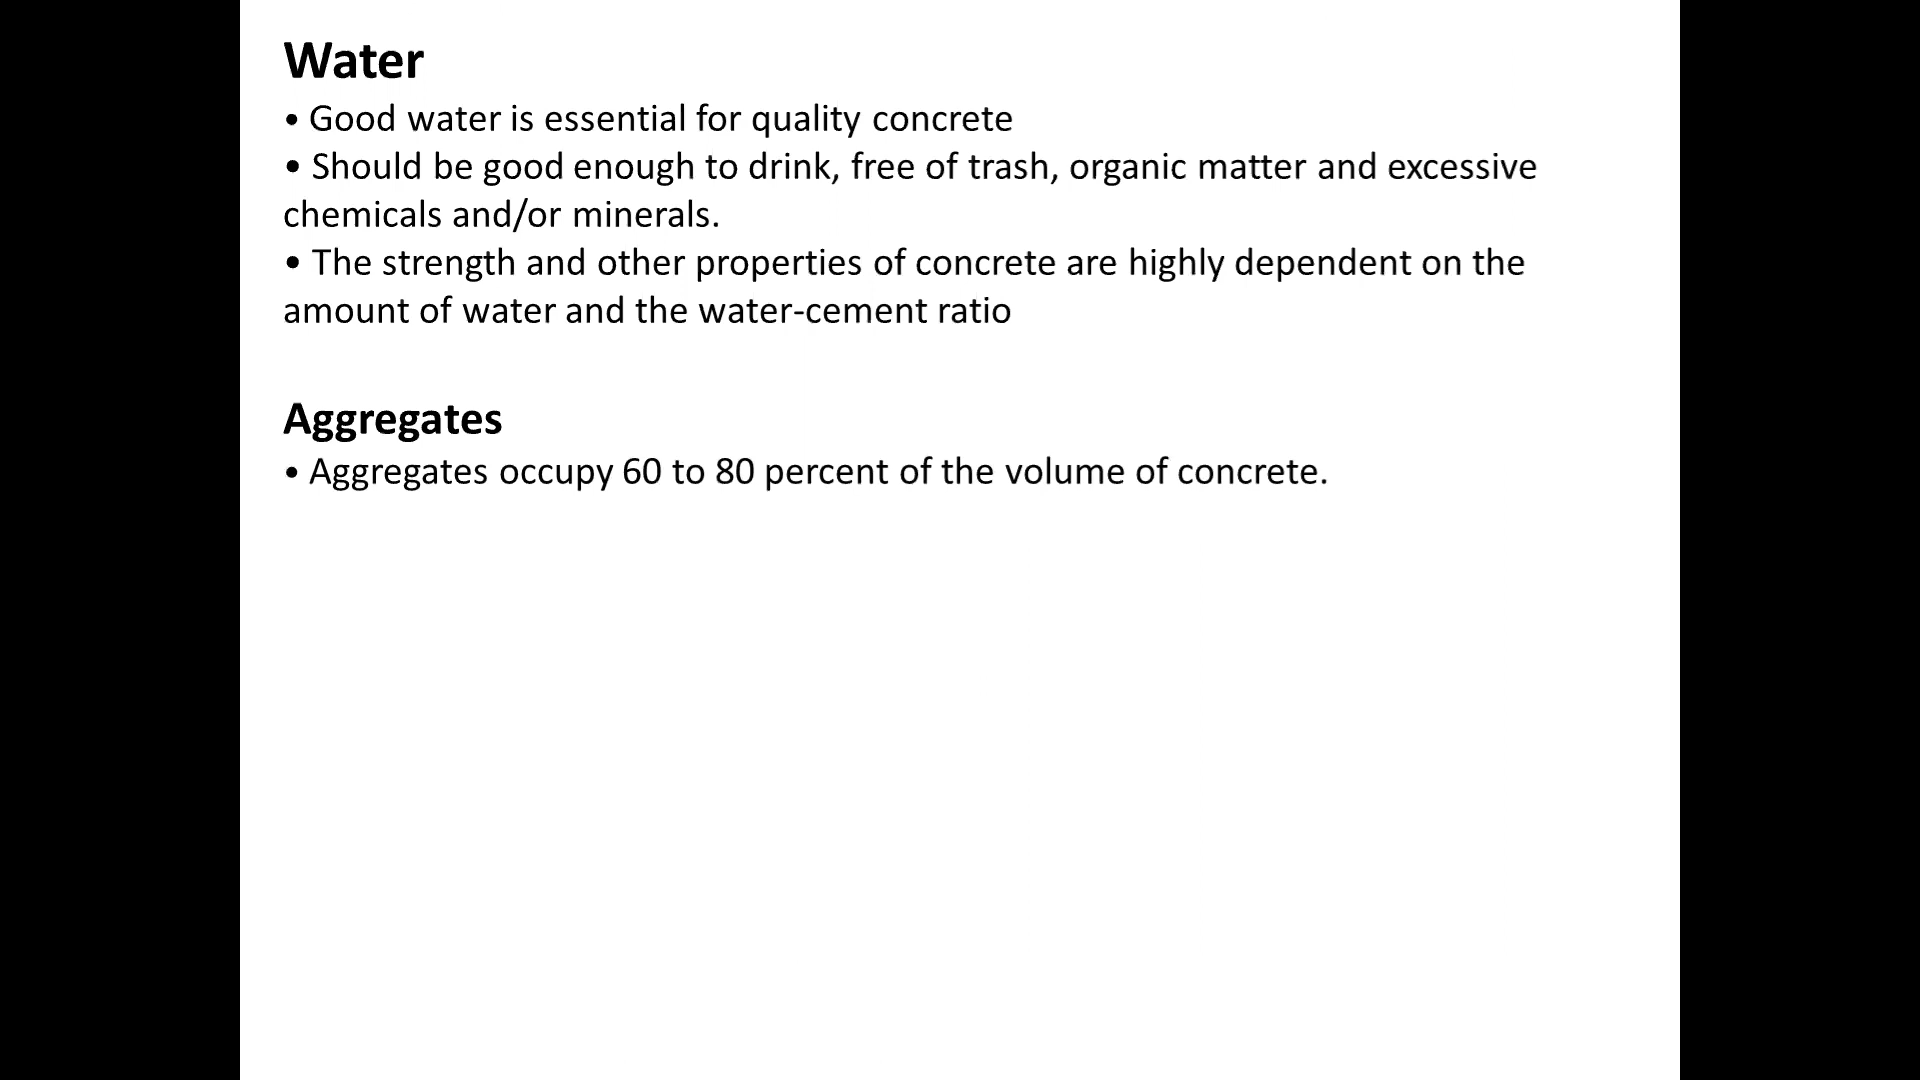 Water
• Good water is essential for quality concrete
• Should be good enough to drink, free of trash, organic matter and excessive
chemicals and/or minerals.
• The strength and other properties of concrete are highly dependent on the
amount of water and the water-cement ratio
Aggregates
• Aggregates occupy 60 to 80 percent of the volume of concrete.